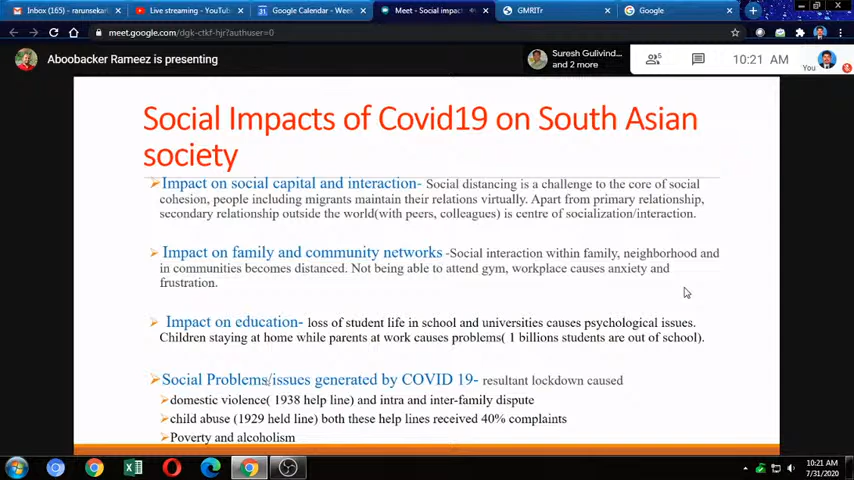 Inbox (165) - rarunsekar
Live streaming - YouTub
Google Calendar - Wee
Meet - Social impact
GMRITr
Google
meet.google.com/dgk-ctkf-hjr?authuser=0
Aboobacker Rameez is presenting
Suresh Gulivind...
and 2 more
5
10:21 AM
You
Social Impacts of Covid19 on South Asian
society
Impact on social capital and interaction- Social distancing is a challenge to the core of social
cohesion, people including migrants maintain their relations virtually. Apart from primary relationship,
secondary relationship outside the world(with peers, colleagues) is centre of socialization/interaction.
Impact on family and community networks -Social interaction within family, neighborhood and
in communities becomes distanced. Not being able to attend gym, workplace causes anxiety and
frustration.
Impact on education- loss of student life in school and universities causes psychological issues.
Children staying at home while parents at work causes problems( 1 billions students are out of school).
Social Problems/issues generated by COVID 19- resultant lockdown caused
domestic violence( 1938 help line) and intra and inter-family dispute
child abuse (1929 held line) both these help lines received 40% complaints
Poverty and alcoholism
10:21 AM
7/31/2020